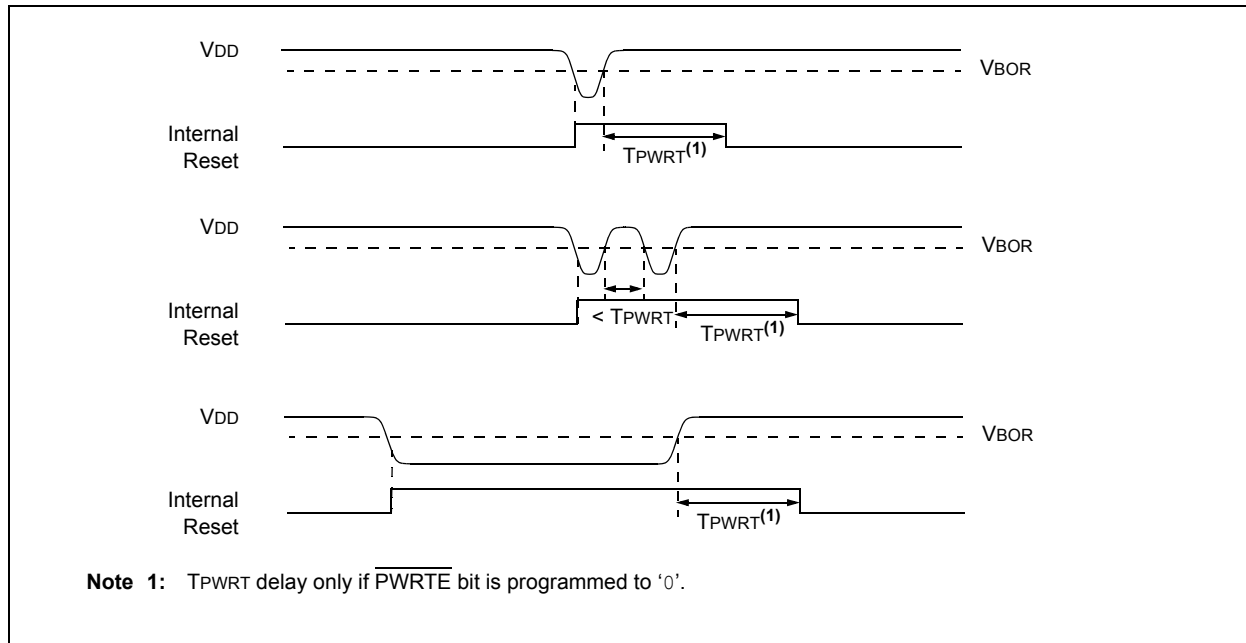 VDD
VBOR
Internal
Reset
TPWRT(1)
VDD
VBOR
Internal
Reset
< TPWRT
TPWRT(1)
VDD
VBOR
Internal
Reset
TPWRT(1)
Note 1: TPWRT delay only if PWRTE bit is programmed to ‘0’.